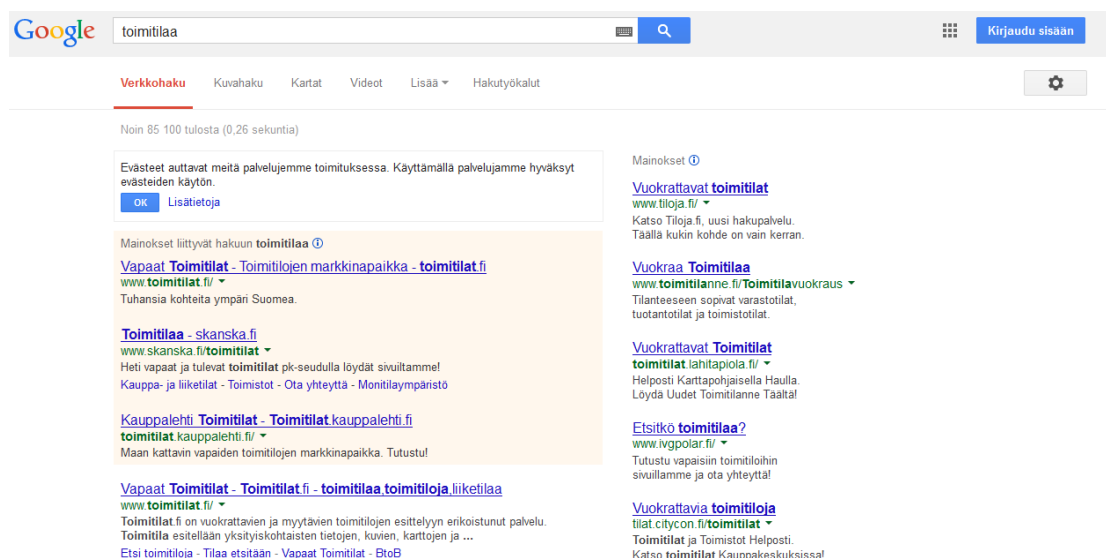 Google
toimitilaa
Kirjaudu sisään
Verkkohaku Kuvahaku Kartat Videot Lisää Hakutyökalut
Noin 85 100 tulosta (0,26 sekuntia)
Evästeet auttavat meitä palvelujemme toimituksessa. Käyttämällä palvelujamme hyväksyt
evästeiden käytön.
OK Lisätietoja
Mainokset liittyvät hakuun toimitilaa
Vapaat Toimitilat - Toimitilojen markkinapaikka - toimitilat.fi
www.toimitilat.fi/
Tuhansia kohteita ympäri Suomea.
Toimitilaa - skanska.fi
www.skanska.fi/toimitilat
Heti vapaat ja tulevat toimitilat pk-seudulla löydät sivuiltamme!
Kauppa- ja liiketilat - Toimistot - Ota yhteyttä - Monitilaympäristö
Kauppalehti Toimitilat - Toimitilat.kauppalehti.fi
toimitilat.kauppalehti.fi/
Maan kattavin vapaiden toimitilojen markkinapaikka. Tutustu!
Vapaat Toimitilat - Toimitilat.fi - toimitilaa,toimitiloja,liiketilaa
www.toimitilat.fi/
Toimitilat.fi on vuokrattavien ja myytävien toimitilojen esittelyyn erikoistunut palvelu.
Toimitila esitellään yksityiskohtaisten tietojen, kuvien, karttojen ja ...
Etsi toimitiloja - Tilaa etsitään - Vapaat Toimitilat - BtoB
Mainokset
Vuokrattavat toimitilat
www.tiloja.fi/
Katso Tiloja.fi, uusi hakupalvelu.
Täällä kukin kohde on vain kerran.
Vuokraa Toimitilaa
www.toimitilanne.fi/Toimitilavuokraus
Tilanteeseen sopivat varastotilat,
tuotantotilat ja toimistotilat.
Vuokrattavat Toimitilat
toimitilat.lahitapiola.fi/
Helposti Karttapohjaisella Haulla.
Löydä Uudet Toimitilanne Täältä!
Etsitkö toimitilaa?
www.ivgpolar.fi/
Tutustu vapaisiin toimitiloihin
sivuillamme ja ota yhteyttä!
Vuokrattavia toimitiloja
tilat.citycon.fi/toimitilat
Toimitilat ja Toimistot Helposti.
Katso toimitilat Kauppakeskuksissa!